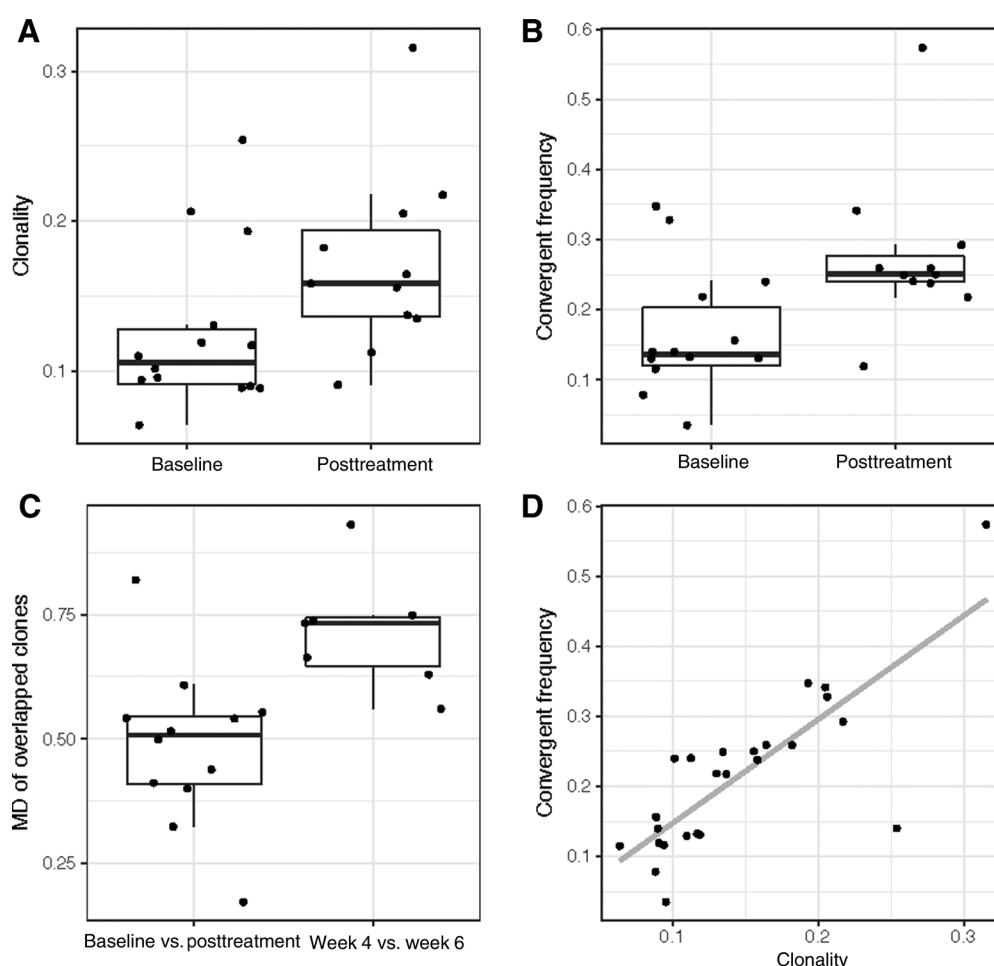 A
Clonality
0.3
0.2
0.1
Baseline
Posttreatment
B
Convergent frequency
0.6
0.5
0.4
0.3
0.2
0.1
Baseline
Posttreatment
C
MD of overlapped clones
0.75
0.50
0.25
Baseline vs. posttreatment
Week 4 vs. week 6
D
Convergent frequency
0.6
0.5
0.4
0.3
0.2
0.1
0.1
0.2
0.3
Clonality